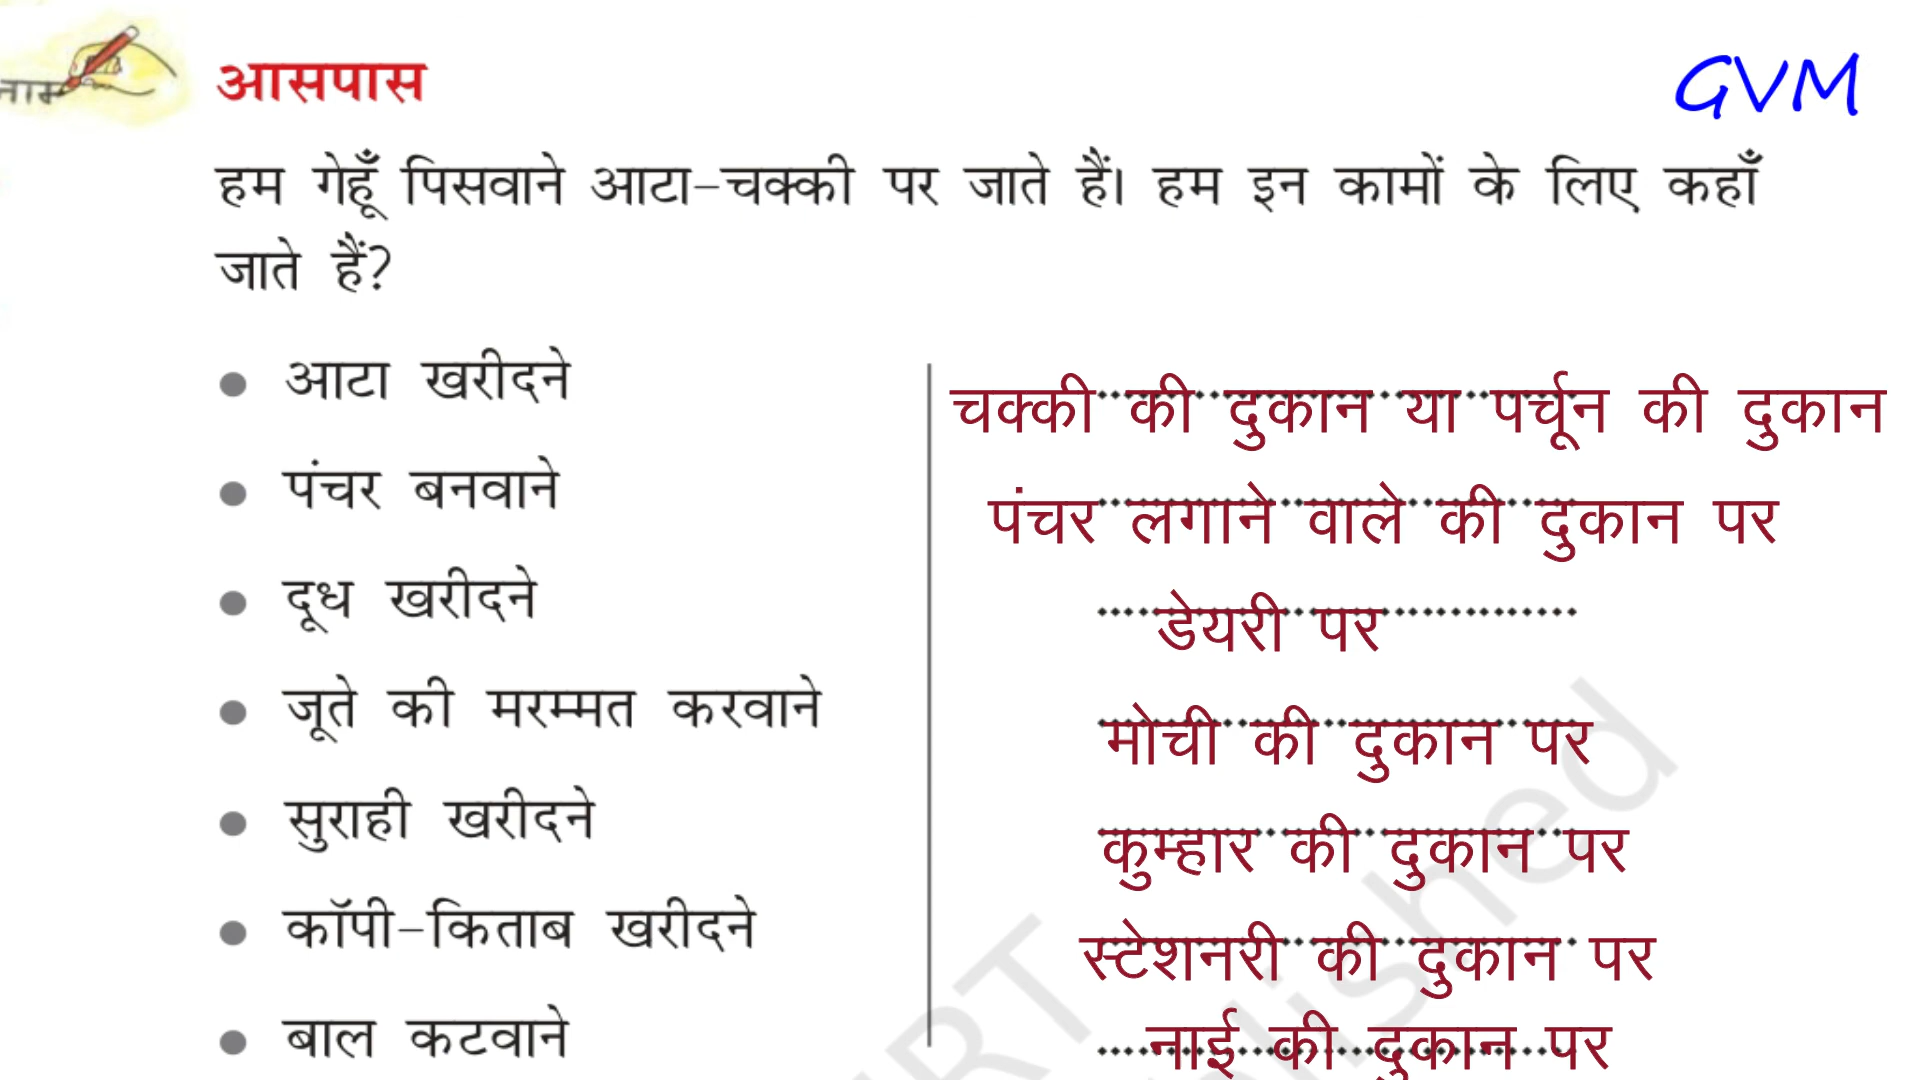 नाम
आसपास
GVM
हम गेहूँ पिसवाने आटा-चक्की पर जाते हैं। हम इन कामों के लिए कहाँ
जाते हैं?
• आटा खरीदने चक्की की दुकान या पर्चून की दुकान
• पंचर बनवाने पंचर लगाने वाले की दुकान पर
• दूध खरीदने डेयरी पर
• जूते की मरम्मत करवाने मोची की दुकान पर
• सुराही खरीदने कुम्हार की दुकान पर
• कॉपी-किताब खरीदने स्टेशनरी की दुकान पर
• बाल कटवाने नाई की दुकान पर